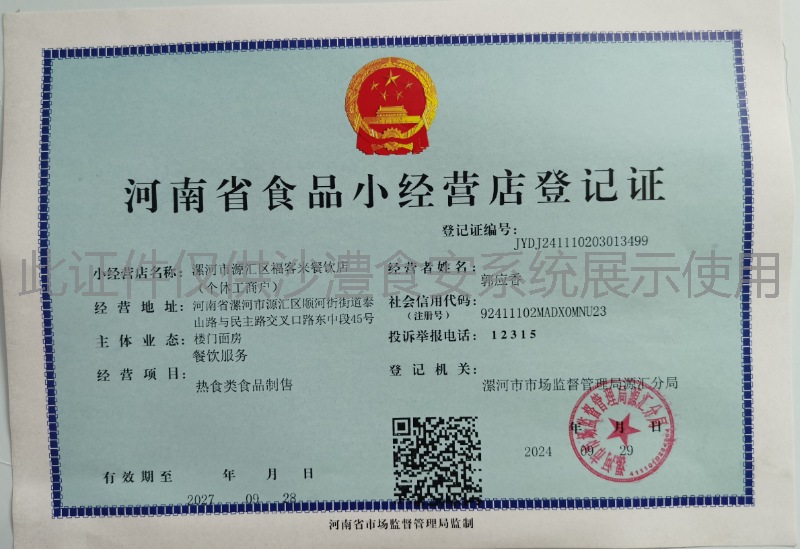 河南省食品小经营店登记证
登记证编号：
JYDJ241110203013499
小经营店名称：漯河市源汇区福客来餐饮店
（个体工商户）
经营者姓名：
郭应香
经营地址：河南省漯河市源汇区顺河街街道泰
山路与民主路交叉口路东中段45号
社会信用代码：
（注册号）
92411102MADX0MNU23
主体业态：楼门面房
餐饮服务
投诉举报电话：12315
经营项目：
热食类食品制售
登记机关：
漯河市市场监督管理局源汇分局
年 月 日
2024 09 29
有效期至 年 月 日
2027 09 28
河南省市场监督管理局监制
此证件仅供沙澧食安系统展示使用